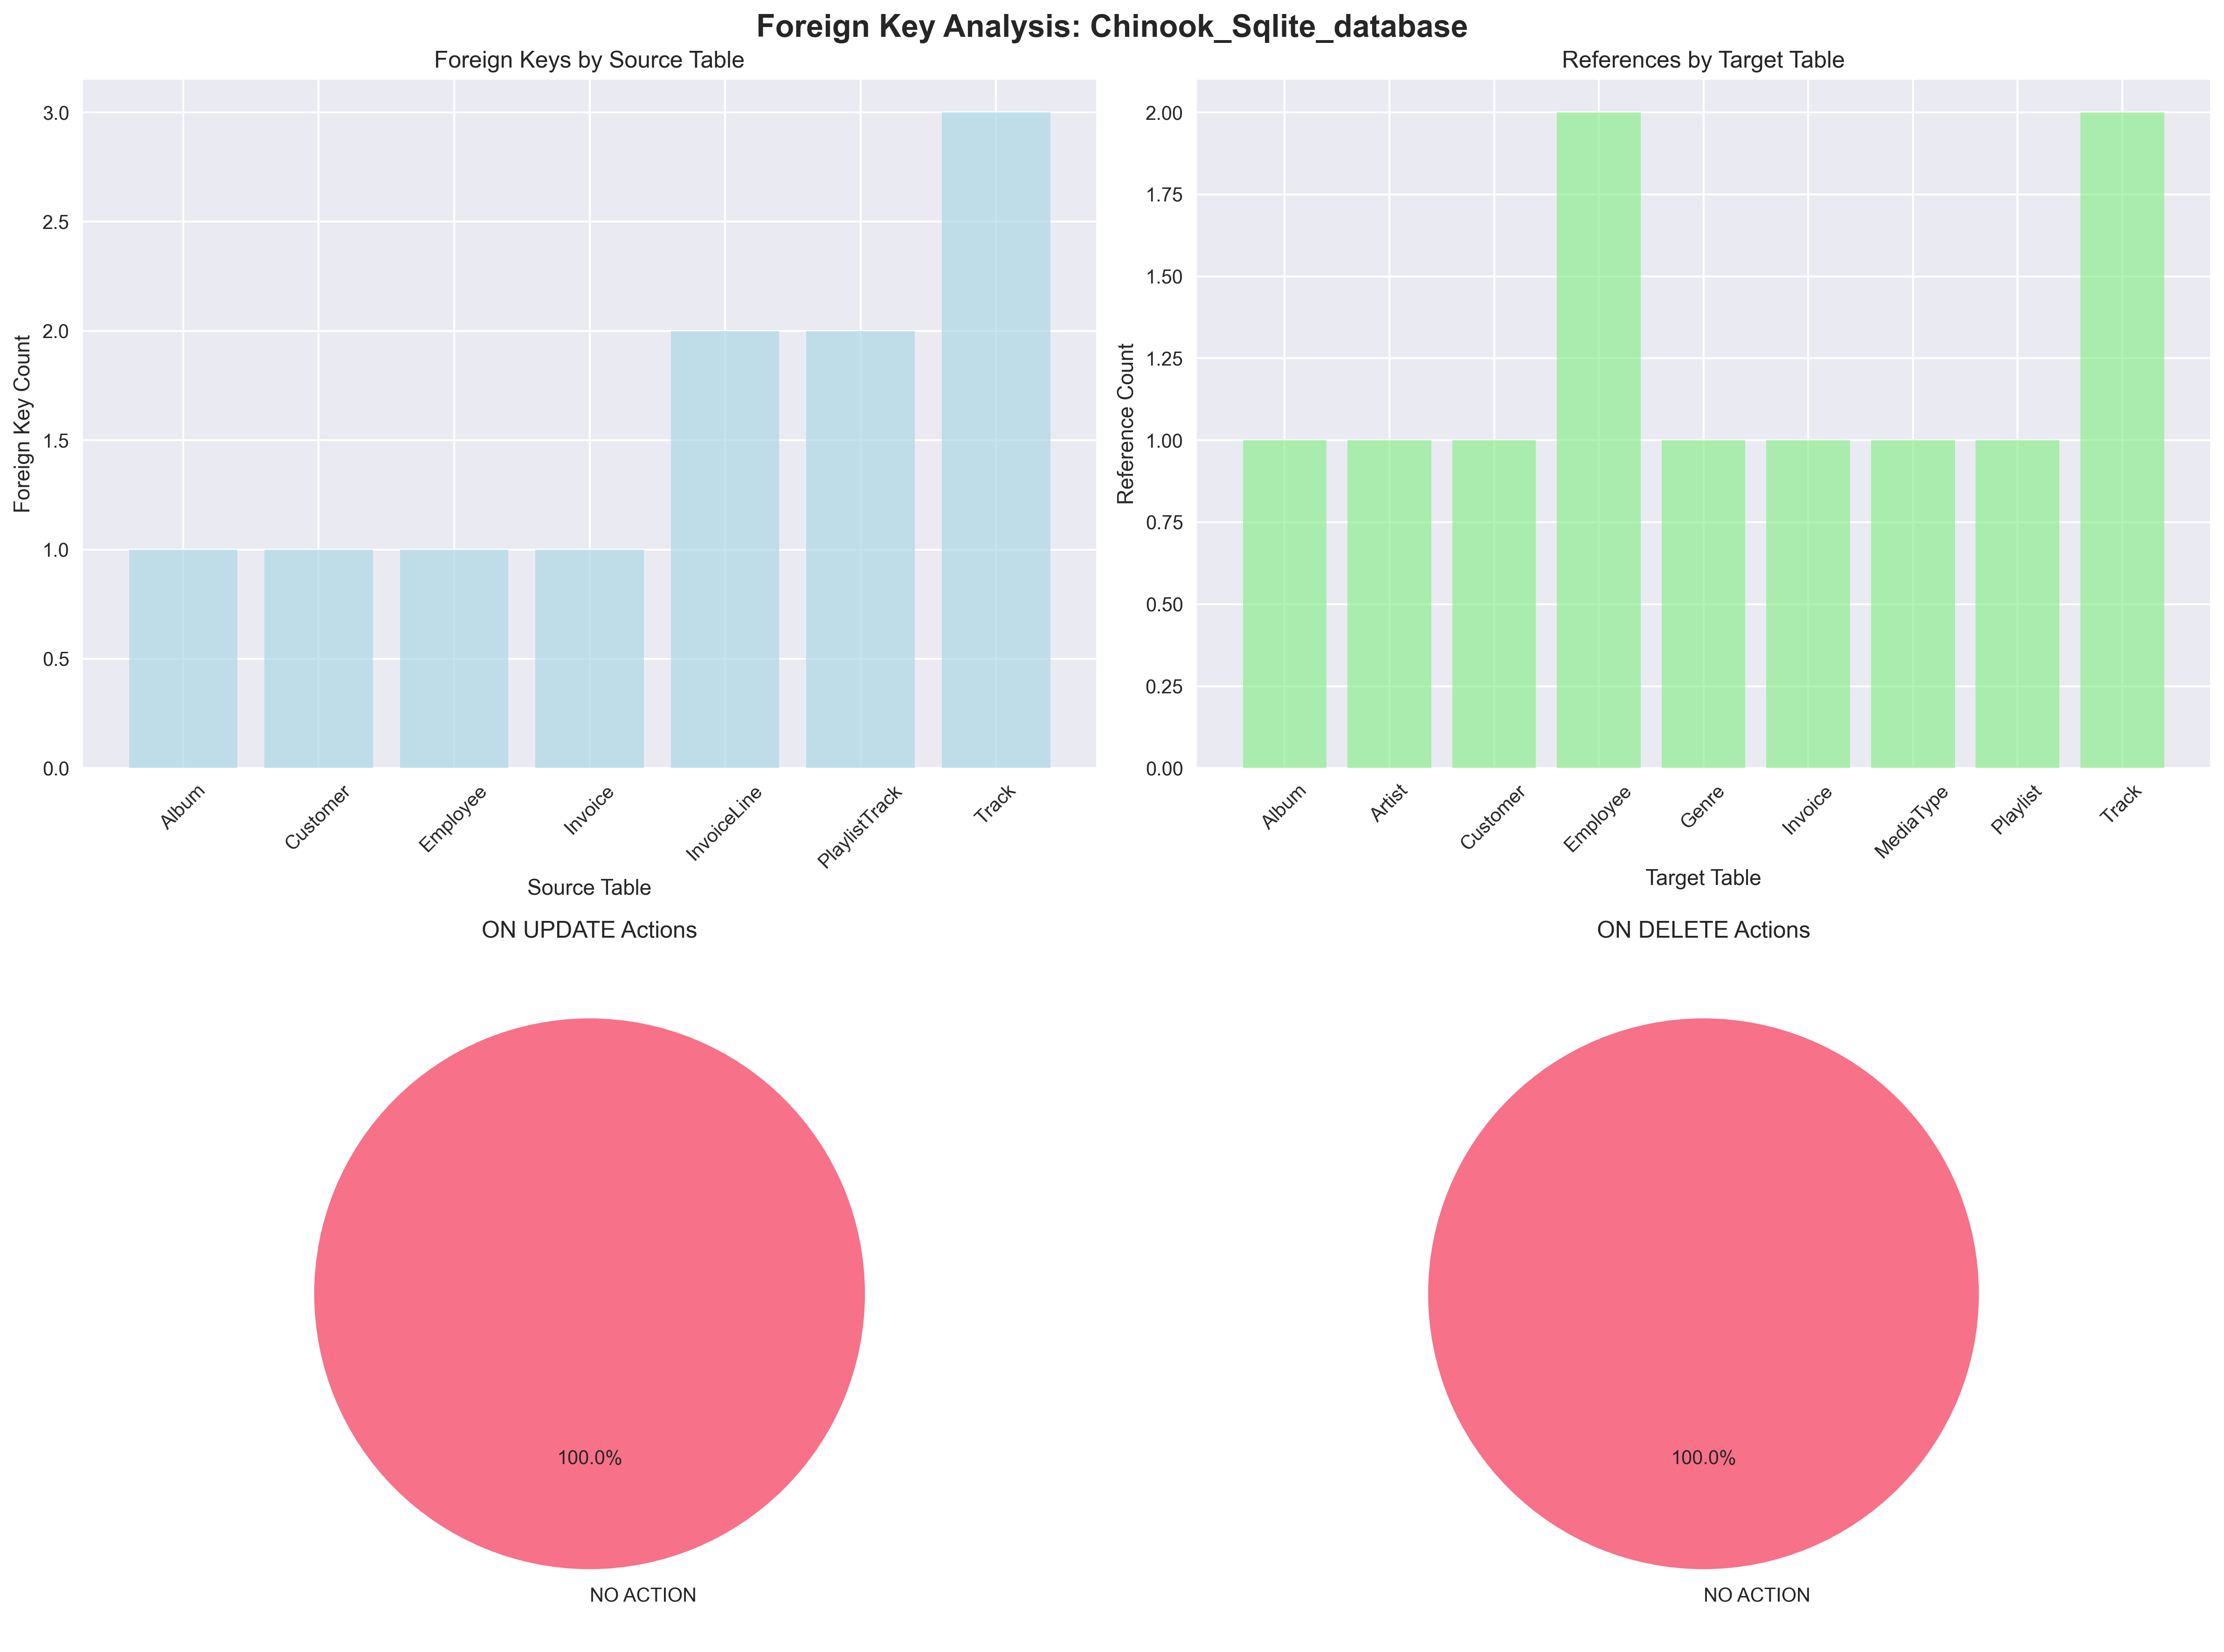 Foreign Key Analysis: Chinook_Sqlite_database
Foreign Keys by Source Table
Foreign Key Count
3.0
2.5
2.0
1.5
1.0
0.5
0.0
Album
Customer
Employee
Invoice
InvoiceLine
PlaylistTrack
Track
Source Table
References by Target Table
Reference Count
2.00
1.75
1.50
1.25
1.00
0.75
0.50
0.25
0.00
Album
Artist
Customer
Employee
Genre
Invoice
MediaType
Playlist
Track
Target Table
ON UPDATE Actions
100.0%
NO ACTION
ON DELETE Actions
100.0%
NO ACTION